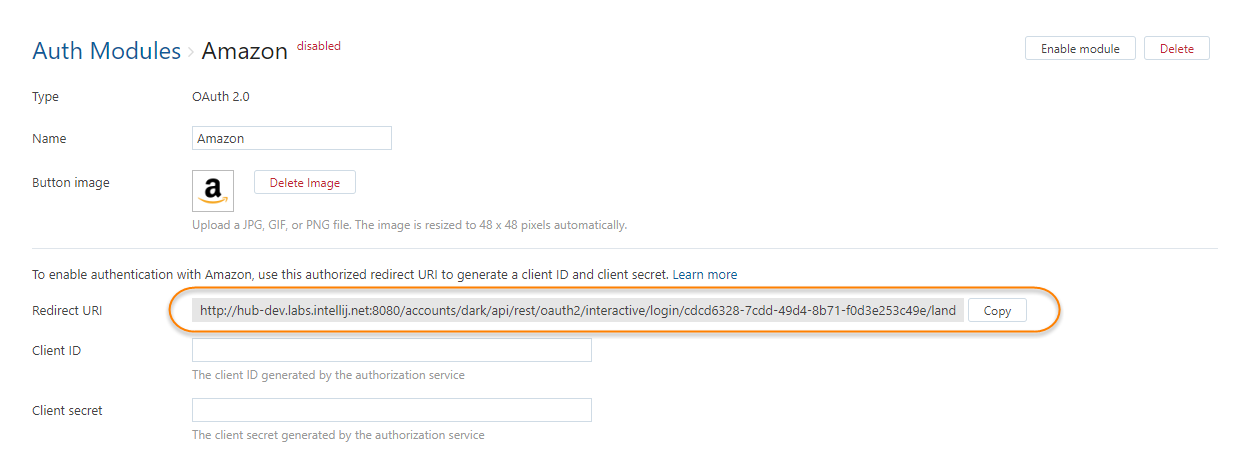 Auth Modules › Amazon disabled Enable module Delete
Type OAuth 2.0
Name Amazon
Button image a Delete Image
Upload a JPG, GIF, or PNG file. The image is resized to 48 x 48 pixels automatically.
To enable authentication with Amazon, use this authorized redirect URI to generate a client ID and client secret. Learn more
Redirect URI http://hub-dev.labs.intellij.net:8080/accounts/dark/api/rest/oauth2/interactive/login/cdcd6328-7cdd-49d4-8b71-f0d3e253c49e/land Copy
Client ID
The client ID generated by the authorization service
Client secret
The client secret generated by the authorization service